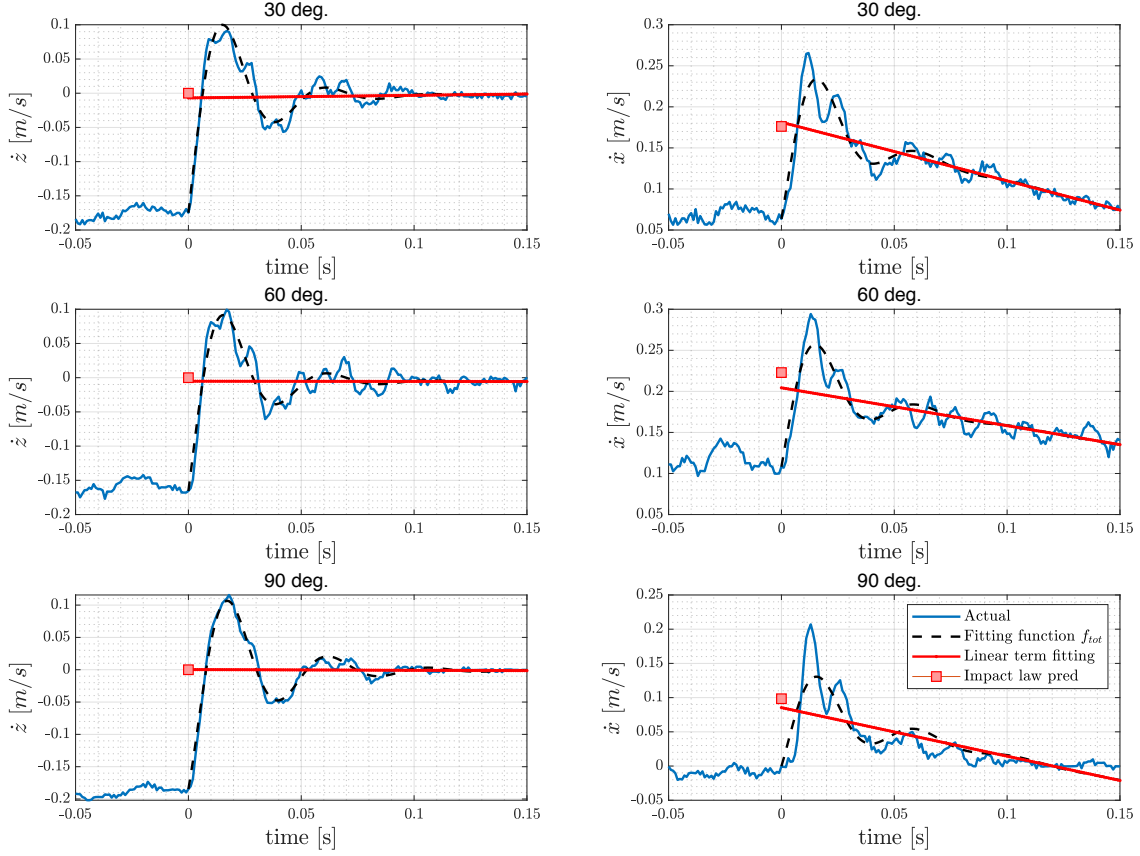 30 deg.
0.1
0.05
0
-0.05
-0.1
-0.15
-0.2
ż [m/s]
-0.05 0 0.05 0.1 0.15
time [s]
30 deg.
0.3
0.25
0.2
0.15
0.1
0.05
ẋ [m/s]
-0.05 0 0.05 0.1 0.15
time [s]
60 deg.
0.1
0.05
0
-0.05
-0.1
-0.15
-0.2
ż [m/s]
-0.05 0 0.05 0.1 0.15
time [s]
60 deg.
0.3
0.25
0.2
0.15
0.1
0.05
ẋ [m/s]
-0.05 0 0.05 0.1 0.15
time [s]
90 deg.
0.1
0.05
0
-0.05
-0.1
-0.15
-0.2
ż [m/s]
-0.05 0 0.05 0.1 0.15
time [s]
90 deg.
0.25
0.2
0.15
0.1
0.05
0
-0.05
ẋ [m/s]
-0.05 0 0.05 0.1 0.15
time [s]
Actual
Fitting function f_tot
Linear term fitting
Impact law pred